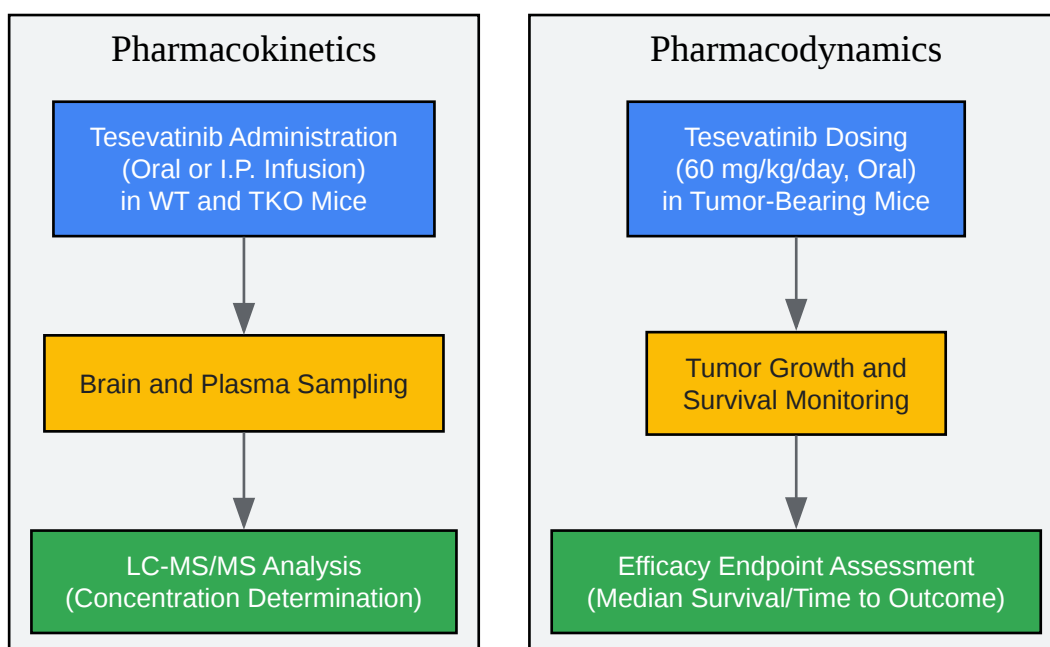 Pharmacokinetics
Tesevatinib Administration
(Oral or I.P. Infusion)
in WT and TKO Mice
Brain and Plasma Sampling
LC-MS/MS Analysis
(Concentration Determination)
Pharmacodynamics
Tesevatinib Dosing
(60 mg/kg/day, Oral)
in Tumor-Bearing Mice
Tumor Growth and
Survival Monitoring
Efficacy Endpoint Assessment
(Median Survival/Time to Outcome)